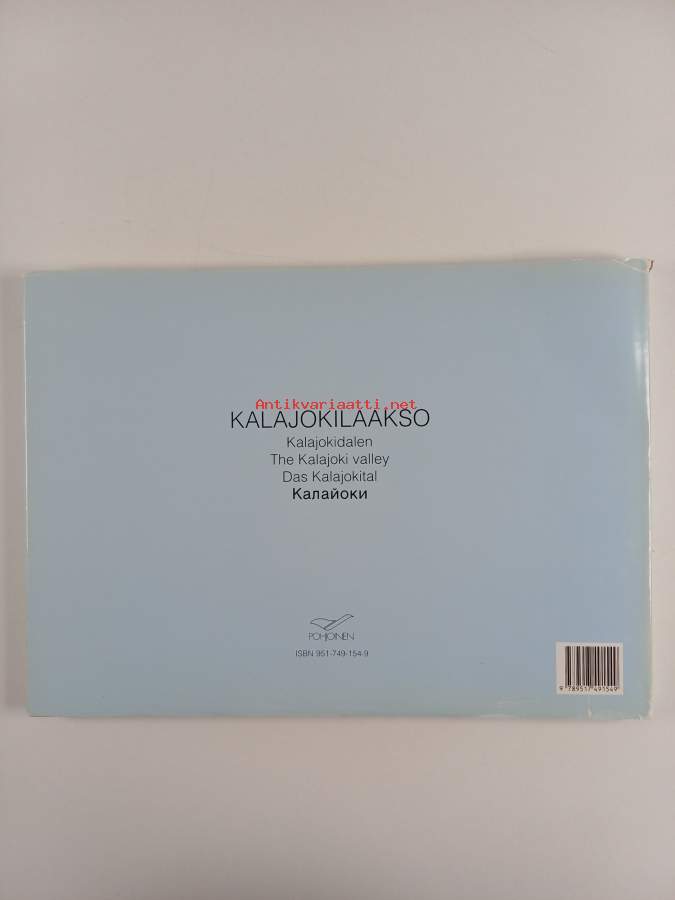 Antikvariaatti.net
KALAJOKILAAKSO
Kalajokidalen
The Kalajoki valley
Das Kalajokital
Калайоки
POHJOINEN
ISBN 951-749-154-9
9 789517 491549